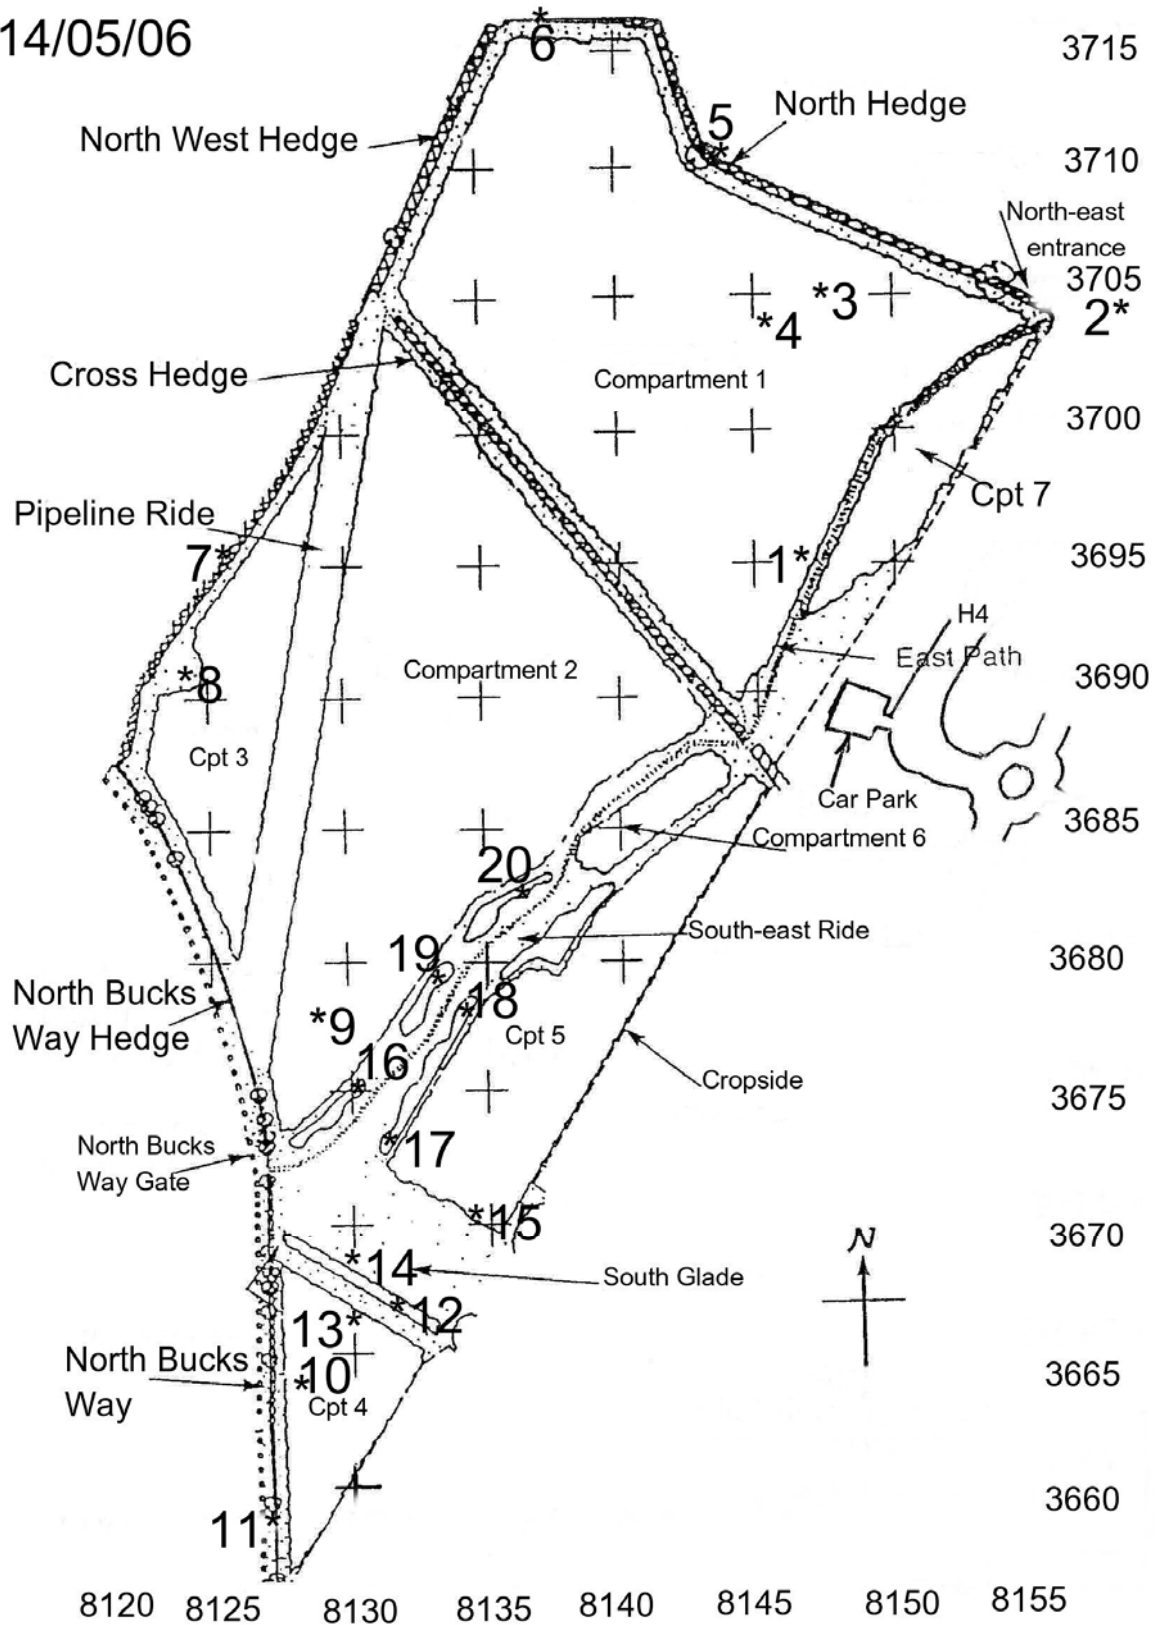 14/05/06
*
6
3715
North West Hedge
5
*
North Hedge
3710
North-east
entrance
3705
*3
*4
2*
Cross Hedge
Compartment 1
3700
Cpt 7
Pipeline Ride
7*
1*
3695
H4
East Path
*8
Compartment 2
3690
Cpt 3
Car Park
3685
Compartment 6
20
*
South-east Ride
19
*
3680
North Bucks
Way Hedge
*18
*9
Cpt 5
16
*
Cropside
3675
North Bucks
Way Gate
*17
*15
3670
N
*14
South Glade
*12
13*
North Bucks
Way
*10
3665
Cpt 4
3660
11*
8120 8125 8130 8135 8140 8145 8150 8155